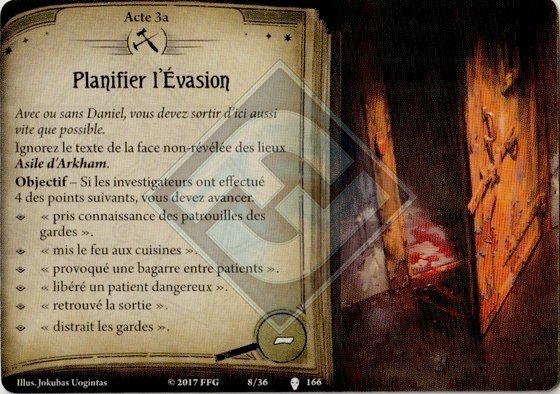 Acte 3a
Planifier l'Évasion
Avec ou sans Daniel, vous devez sortir d'ici aussi
vite que possible.
Ignorez le texte de la face non-révélée des lieux
Asile d'Arkham.
Objectif – Si les investigateurs ont effectué
4 des points suivants, vous devez avancer.
« pris connaissance des patrouilles des
gardes ».
« mis le feu aux cuisines ».
« provoqué une bagarre entre patients ».
« libéré un patient dangereux ».
« retrouvé la sortie ».
« distrait les gardes ».
–
Illus. Jokubas Uogintas © 2017 FFG 8/36 166